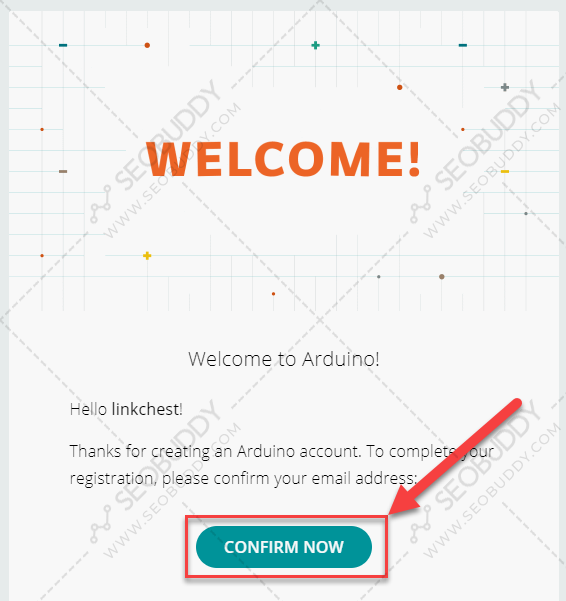 WELCOME!
SEOBUDDY
WWW.SEOBUDDY.COM
SEOBUDDY
WWW.SEOBUDDY.COM
Welcome to Arduino!
Hello linkchest!
Thanks for creating an Arduino account. To complete your
registration, please confirm your email address:
SEOBUDDY
WWW.SEOBUDDY.COM
SEOBUDDY
WWW.SEOBUDDY.COM
CONFIRM NOW